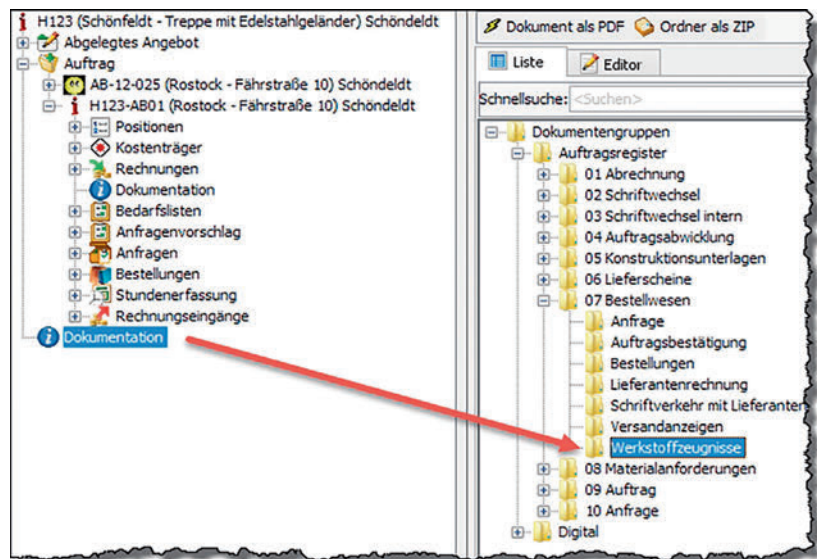 H123 (Schönfeldt - Treppe mit Edelstahlgeländer) Schöndeldt
Abgelegtes Angebot
Auftrag
AB-12-025 (Rostock - Fährstraße 10) Schöndeldt
H123-AB01 (Rostock - Fährstraße 10) Schöndeldt
Positionen
Kostenträger
Rechnungen
Dokumentation
Bedarfslisten
Anfragenvorschlag
Anfragen
Bestellungen
Stundenerfassung
Rechnungseingänge
Dokumentation
Dokument als PDF Ordner als ZIP
Liste Editor
Schnellsuche: <Suchen>
Dokumentengruppen
Auftragsregister
01 Abrechnung
02 Schriftwechsel
03 Schriftwechsel intern
04 Auftragsabwicklung
05 Konstruktionsunterlagen
06 Lieferscheine
07 Bestellwesen
Anfrage
Auftragsbestätigung
Bestellungen
Lieferantenrechnung
Schriftverkehr mit Lieferanten
Versandanzeigen
Werkstoffzeugnisse
08 Materialanforderungen
09 Auftrag
10 Anfrage
Digital